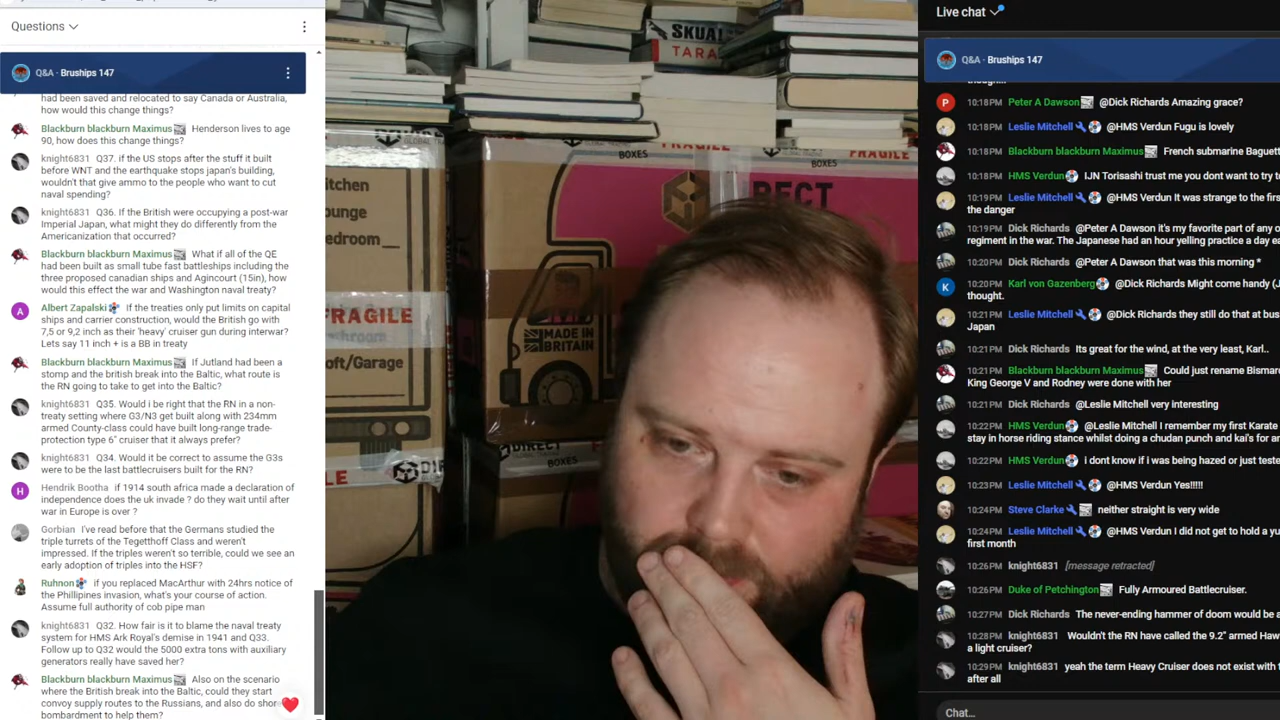 Questions
Q&A · Bruships 147
had been saved and relocated to say Canada or Australia,
how would this change things?
Blackburn blackburn Maximus Henderson lives to age
90, how does this change things?
knight6831 Q37. if the US stops after the stuff it built
before WNT and the earthquake stops japan's building,
wouldn't that give ammo to the people who want to cut
naval spending?
knight6831 Q36. If the British were occupying a post-war
Imperial Japan, what might they do differently from the
Americanization that occurred?
Blackburn blackburn Maximus What if all of the QE
had been built as small tube fast battleships including the
three proposed canadian ships and Agincourt (15in), how
would this effect the war and Washington naval treaty?
Albert Zapalski If the treaties only put limits on capital
ships and carrier construction, would the British go with
7,5 or 9,2 inch as their 'heavy' cruiser gun during interwar?
Lets say 11 inch + is a BB in treaty
Blackburn blackburn Maximus If Jutland had been a
stomp and the british break into the Baltic, what route is
the RN going to take to get into the Baltic?
knight6831 Q35. Would i be right that the RN in a non-
treaty setting where G3/N3 get built along with 234mm
armed County-class could have built long-range trade-
protection type 6" cruiser that it always prefer?
knight6831 Q34. Would it be correct to assume the G3s
were to be the last battlecruisers built for the RN?
Hendrik Bootha if 1914 south africa made a declaration of
independence does the uk invade ? do they wait until after
war in Europe is over ?
Gorbian I've read before that the Germans studied the
triple turrets of the Tegetthoff Class and weren't
impressed. If the triples weren't so terrible, could we see an
early adoption of triples into the HSF?
Ruhnon if you replaced MacArthur with 24hrs notice of
the Phillipines invasion, what's your course of action.
Assume full authority of cob pipe man
knight6831 Q32. How fair is it to blame the naval treaty
system for HMS Ark Royal's demise in 1941 and Q33.
Follow up to Q32 would the 5000 extra tons with auxiliary
generators really have saved her?
Blackburn blackburn Maximus Also on the scenario
where the British break into the Baltic, could they start
convoy supply routes to the Russians, and also do shore
bombardment to help them?
SKUA
TARA
BOXES
FRAGILE
FRAGILE
DIRECT
itchen
ounge
edroom
FRAGILE
throom
oft/Garage
MADE IN
BRITAIN
DIRECT
BOXES
Live chat
Q&A · Bruships 147
10:18PM Peter A Dawson @Dick Richards Amazing grace?
10:18PM Leslie Mitchell @HMS Verdun Fugu is lovely
10:18PM Blackburn blackburn Maximus French submarine Baguett
10:18PM HMS Verdun IJN Torisashi trust me you dont want to try t
10:19PM Leslie Mitchell @HMS Verdun It was strange to the firs
the danger
10:19PM Dick Richards @Peter A Dawson it's my favorite part of any o
regiment in the war. The Japanese had an hour yelling practice a day ea
10:20PM Dick Richards @Peter A Dawson that was this morning *
10:20PM Karl von Gazenberg @Dick Richards Might come handy (J
thought.
10:21PM Leslie Mitchell @Dick Richards they still do that at bus
Japan
10:21PM Dick Richards Its great for the wind, at the very least, Karl..
10:21PM Blackburn blackburn Maximus Could just rename Bismar
King George V and Rodney were done with her
10:21PM Dick Richards @Leslie Mitchell very interesting
10:22PM HMS Verdun @Leslie Mitchell I remember my first Karate
stay in horse riding stance whilst doing a chudan punch and kai's for a
10:22PM HMS Verdun i dont know if i was being hazed or just teste
10:23PM Leslie Mitchell @HMS Verdun Yes!!!!!
10:24PM Steve Clarke neither straight is very wide
10:24PM Leslie Mitchell @HMS Verdun I did not get to hold a yu
first month
10:26PM knight6831 [message retracted]
10:26PM Duke of Petchington Fully Armoured Battlecruiser.
10:27PM Dick Richards The never-ending hammer of doom would be a
10:28PM knight6831 Wouldn't the RN have called the 9.2" armed Haw
a light cruiser?
10:29PM knight6831 yeah the term Heavy Cruiser does not exist with t
after all
Chat...